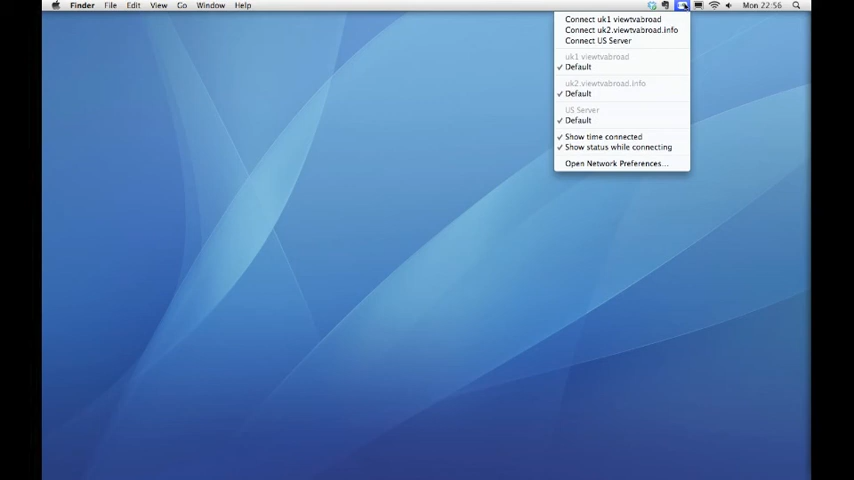 Finder File Edit View Go Window Help Mon 22:56
Connect uk1 viewtvabroad
Connect uk2.viewtvabroad.info
Connect US Server
uk1 viewtvabroad
✓ Default
uk2.viewtvabroad.info
✓ Default
US Server
✓ Default
✓ Show time connected
✓ Show status while connecting
Open Network Preferences...